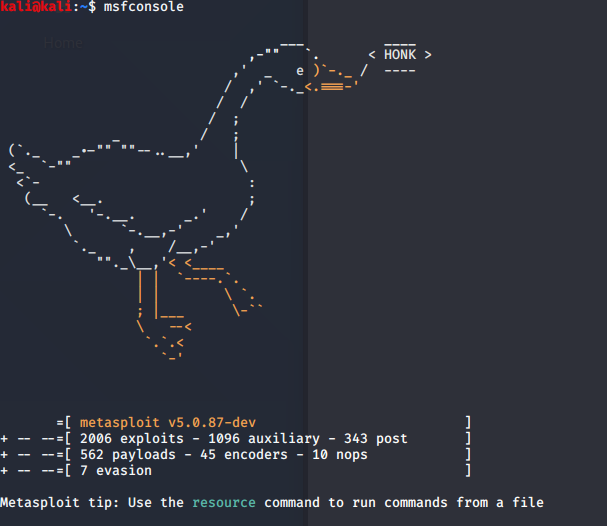 kali@kali:~$ msfconsole
Home
< HONK >
=[ metasploit v5.0.87-dev ]
+ -- --=[ 2006 exploits - 1096 auxiliary - 343 post ]
+ -- --=[ 562 payloads - 45 encoders - 10 nops ]
+ -- --=[ 7 evasion ]
Metasploit tip: Use the resource command to run commands from a file